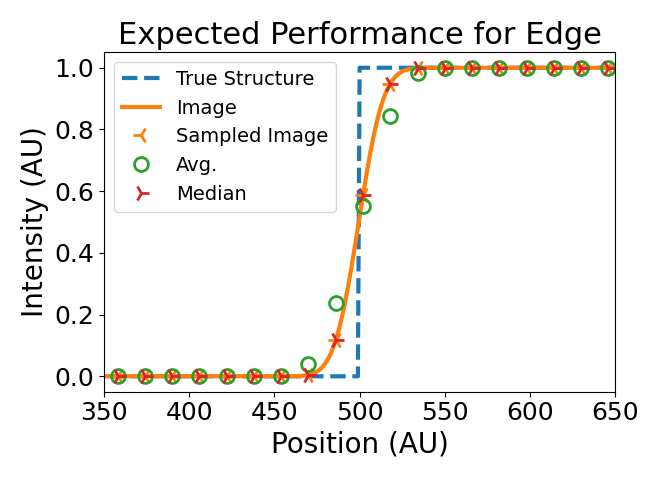 Expected Performance for Edge
Intensity (AU)
1.0
0.8
0.6
0.4
0.2
0.0
True Structure
Image
Sampled Image
Avg.
Median
350 400 450 500 550 600 650
Position (AU)